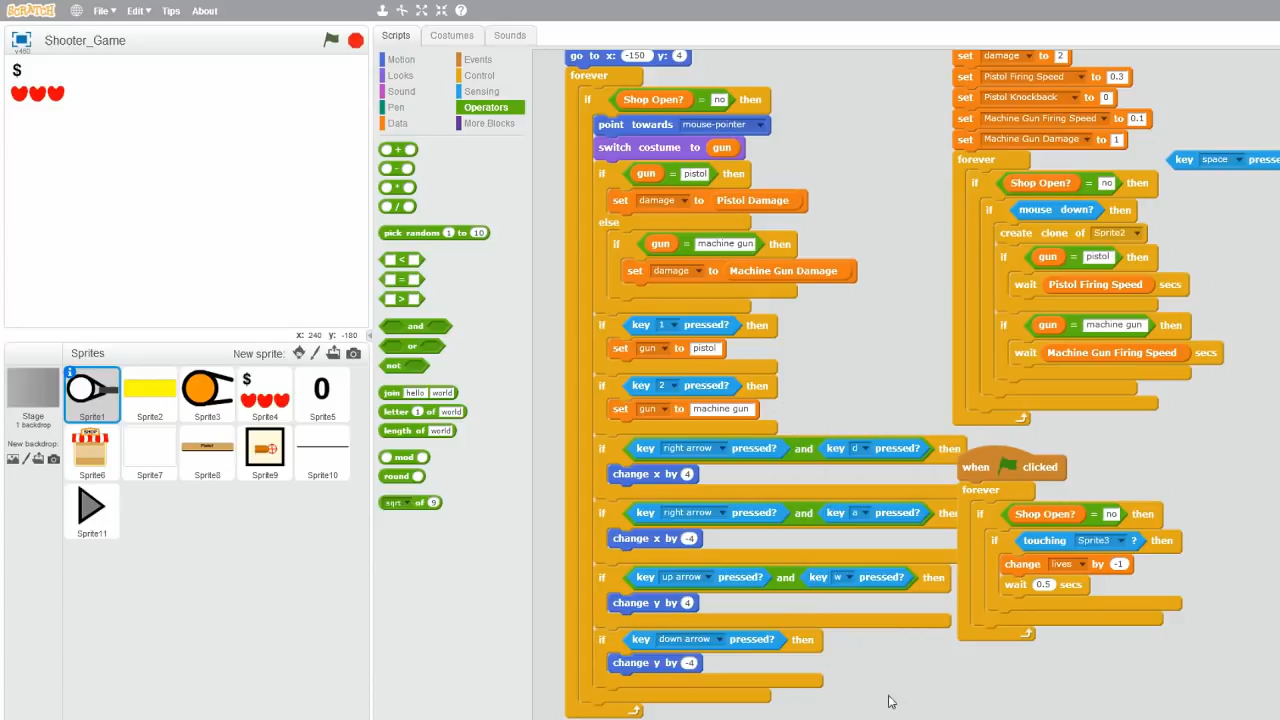 SCRATCH File Edit Tips About
v460 Shooter_Game
$
x: 240 y: -180
Sprites New sprite:
Stage
1 backdrop
New backdrop:
Sprite1
Sprite2
Sprite3
$
Sprite4
0
Sprite5
SHOP
Sprite6
Sprite7
Pistol
Sprite8
Sprite9
Sprite10
Sprite11
Scripts Costumes Sounds
Motion Events
Looks Control
Sound Sensing
Pen Operators
Data More Blocks
+
-
*
/
pick random 1 to 10
<
=
>
and
or
not
join hello world
letter 1 of world
length of world
mod
round
sqrt of 9
go to x: -150 y: 4
forever
if Shop Open? = no then
point towards mouse-pointer
switch costume to gun
if gun = pistol then
set damage to Pistol Damage
else
if gun = machine gun then
set damage to Machine Gun Damage
if key 1 pressed? then
set gun to pistol
if key 2 pressed? then
set gun to machine gun
if key right arrow pressed? and key d pressed? then
change x by 4
if key right arrow pressed? and key a pressed? then
change x by -4
if key up arrow pressed? and key w pressed? then
change y by 4
if key down arrow pressed? then
change y by -4
set damage to 2
set Pistol Firing Speed to 0.3
set Pistol Knockback to 0
set Machine Gun Firing Speed to 0.1
set Machine Gun Damage to 1
forever
if Shop Open? = no then
if mouse down? then
create clone of Sprite2
if gun = pistol then
wait Pistol Firing Speed secs
if gun = machine gun then
wait Machine Gun Firing Speed secs
key space presse
when clicked
forever
if Shop Open? = no then
if touching Sprite3 ? then
change lives by -1
wait 0.5 secs